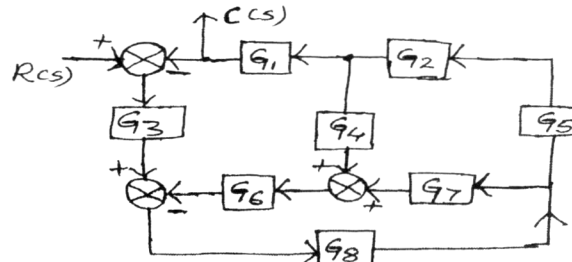 C(s)
+
R(s)
−
G1
G2
G3
G4
G5
+
−
G6
+
+
G7
G8